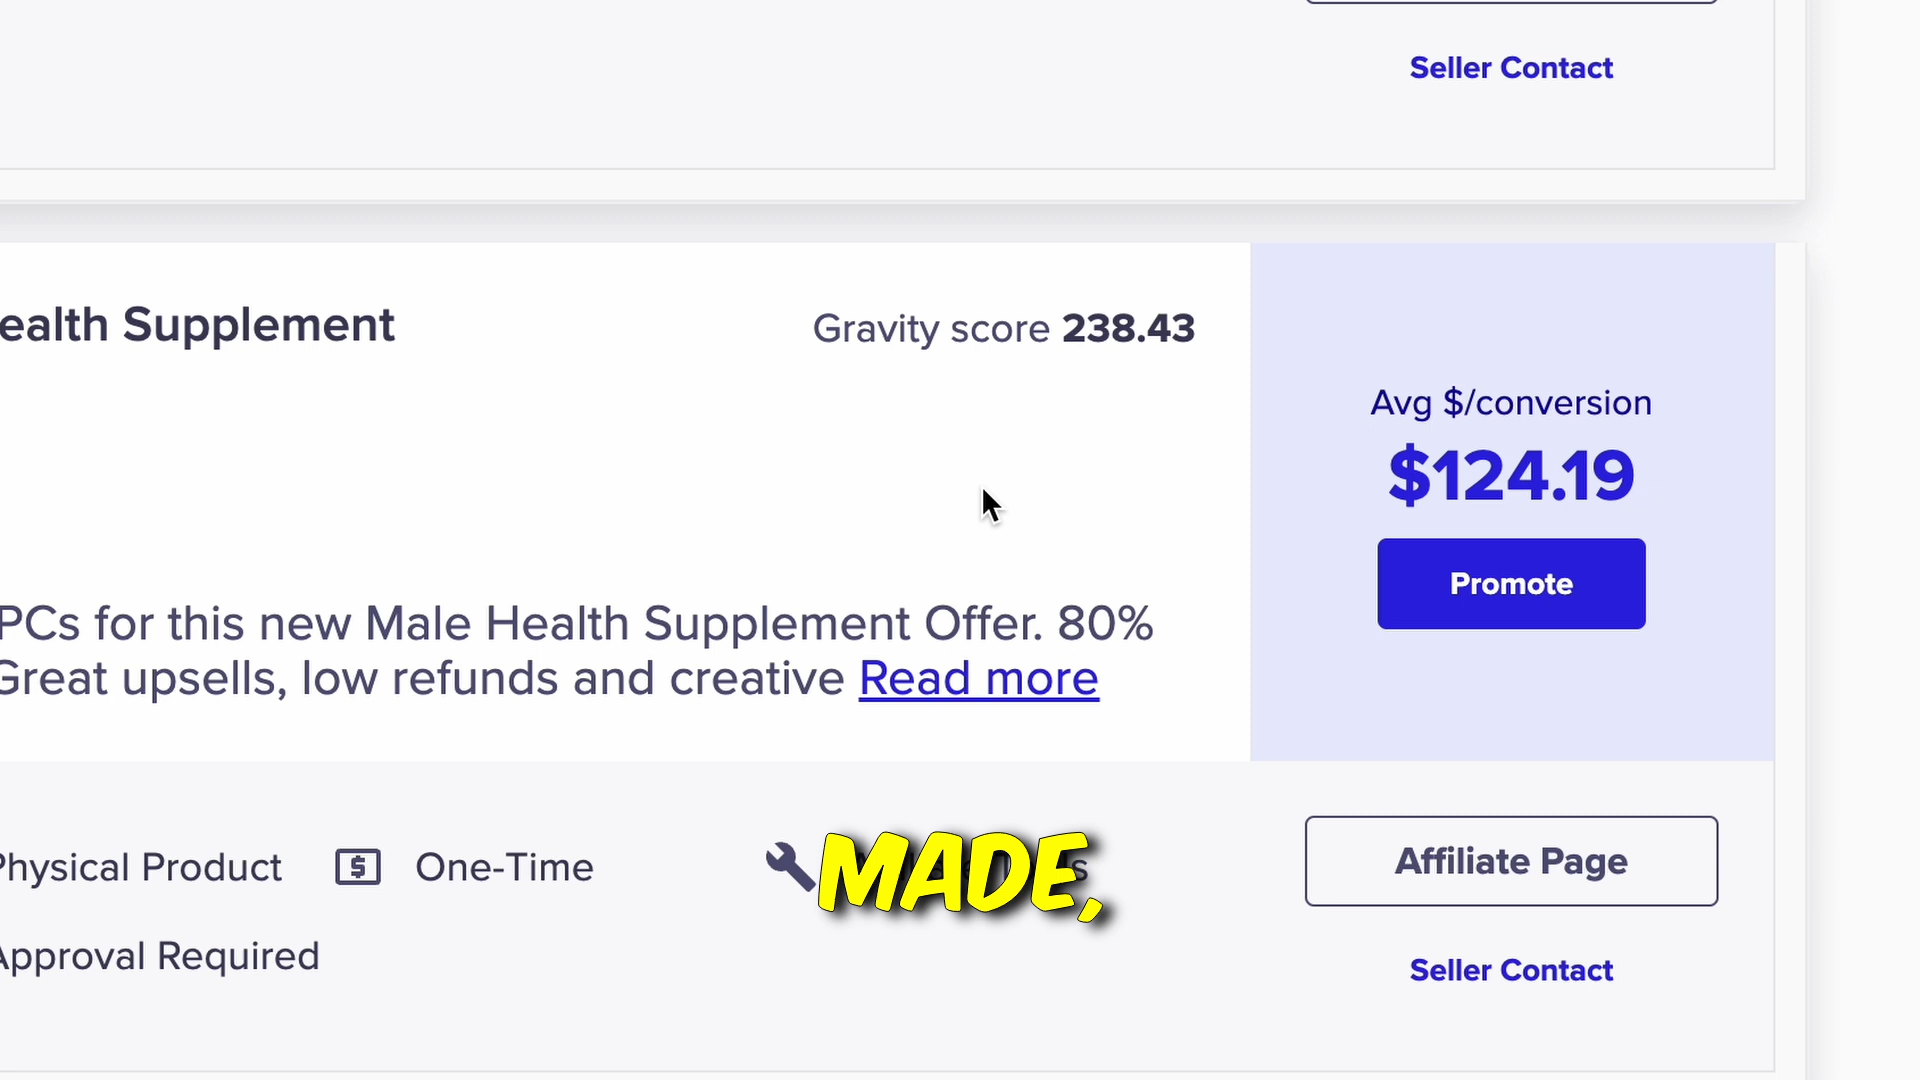 Seller Contact
ealth Supplement
Gravity score 238.43
Avg $/conversion
$124.19
Promote
PCs for this new Male Health Supplement Offer. 80%
Great upsells, low refunds and creative Read more
Physical Product
One-Time
MADE,
Affiliate Page
Approval Required
Seller Contact